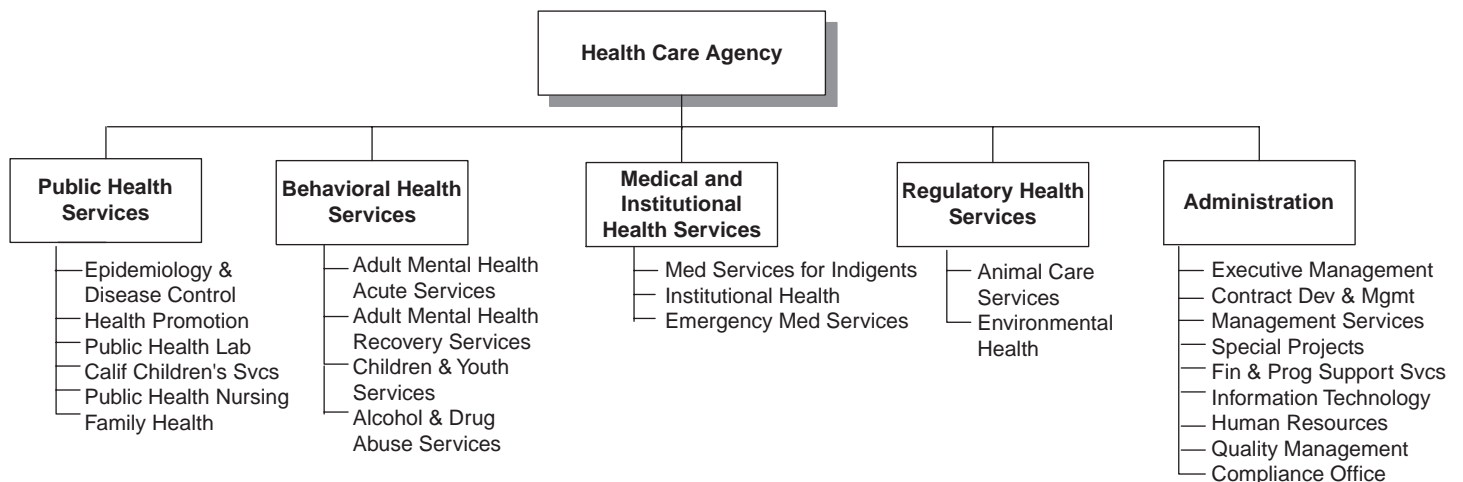 Health Care Agency
Public Health
Services
Epidemiology &
Disease Control
Health Promotion
Public Health Lab
Calif Children's Svcs
Public Health Nursing
Family Health
Behavioral Health
Services
Adult Mental Health
Acute Services
Adult Mental Health
Recovery Services
Children & Youth
Services
Alcohol & Drug
Abuse Services
Medical and
Institutional
Health Services
Med Services for Indigents
Institutional Health
Emergency Med Services
Regulatory Health
Services
Animal Care
Services
Environmental
Health
Administration
Executive Management
Contract Dev & Mgmt
Management Services
Special Projects
Fin & Prog Support Svcs
Information Technology
Human Resources
Quality Management
Compliance Office